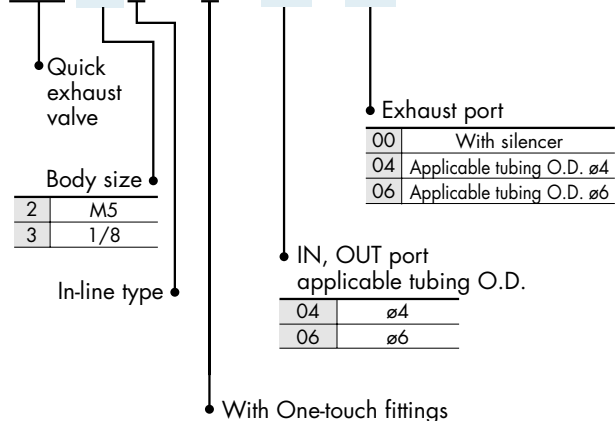 Quick
exhaust
valve
Exhaust port
00 With silencer
04 Applicable tubing O.D. ø4
06 Applicable tubing O.D. ø6
Body size
2 M5
3 1/8
In-line type
IN, OUT port
applicable tubing O.D.
04 ø4
06 ø6
With One-touch fittings